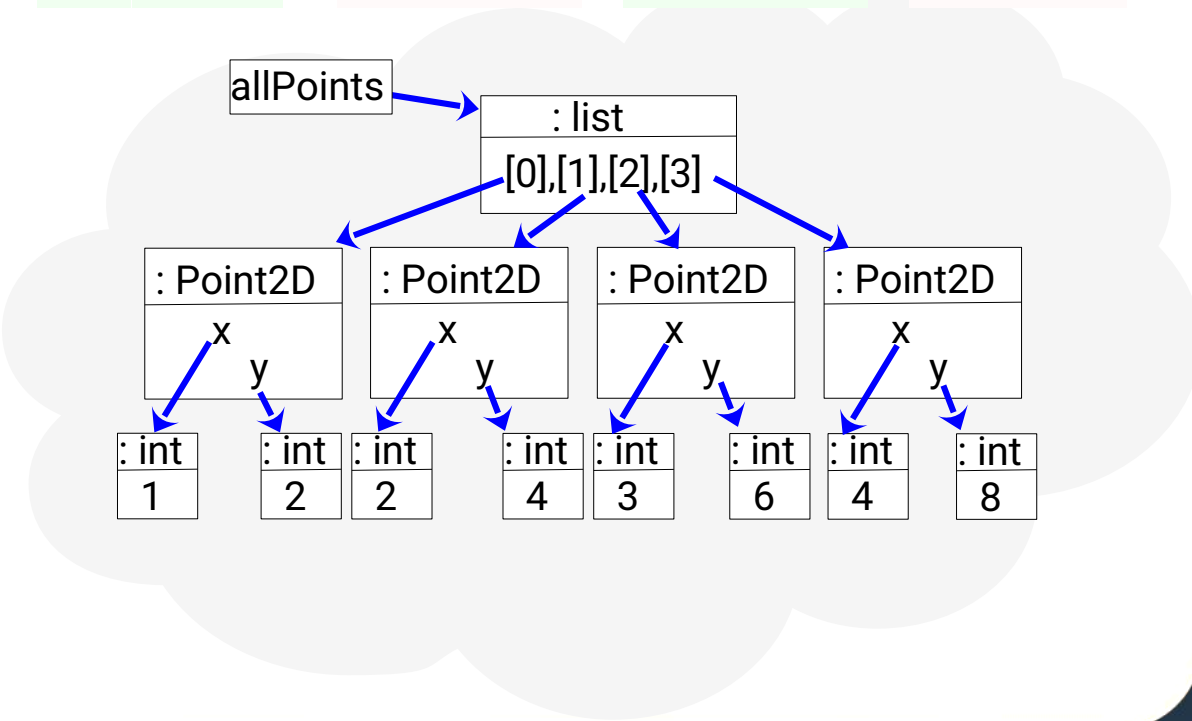 allPoints
: list
[0],[1],[2],[3]
: Point2D
: Point2D
: Point2D
: Point2D
x
x
x
x
y
y
y
y
: int
: int
: int
: int
: int
: int
: int
: int
1
2
2
4
3
6
4
8